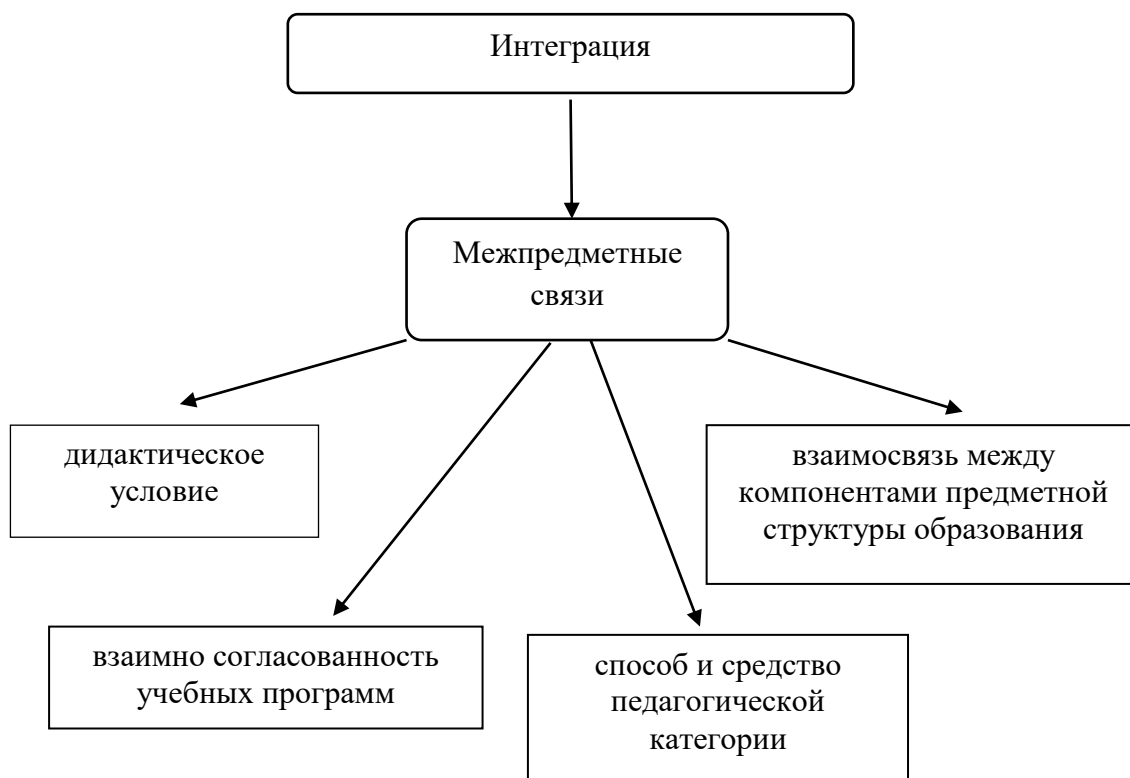 Интеграция
Межпредметные
связи
дидактическое
условие
взаимосвязь между
компонентами предметной
структуры образования
взаимно согласованность
учебных программ
способ и средство
педагогической
категории